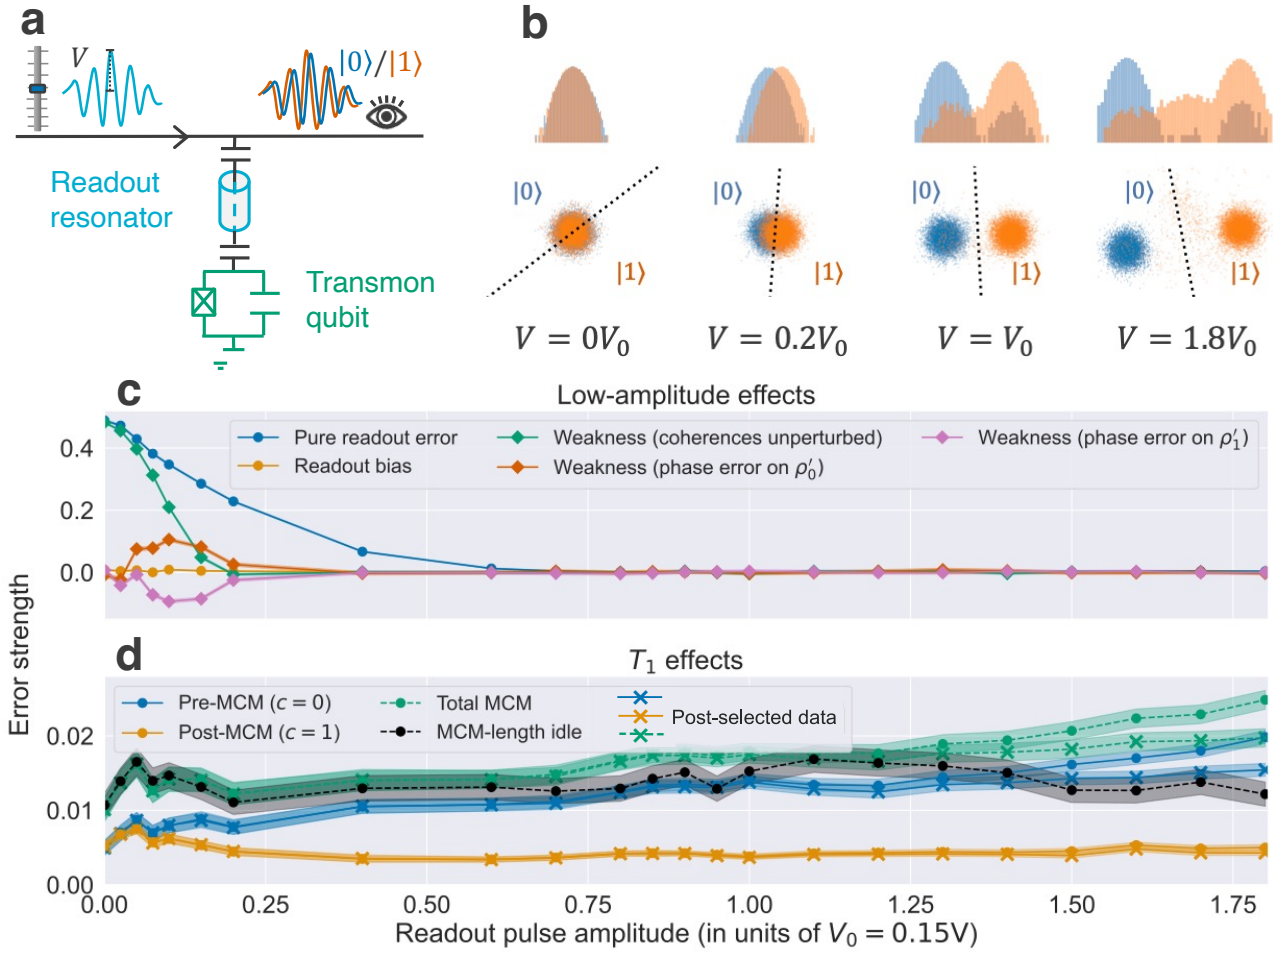 a
V
|0⟩/|1⟩
Readout
resonator
Transmon
qubit
b
|0⟩
|1⟩
V = 0V₀
|0⟩
|1⟩
V = 0.2V₀
|0⟩
|1⟩
V = V₀
|0⟩
|1⟩
V = 1.8V₀
c
Low-amplitude effects
Pure readout error
Readout bias
Weakness (coherences unperturbed)
Weakness (phase error on ρ′₀)
Weakness (phase error on ρ′₁)
0.4
0.2
0.0
Error strength
d
T₁ effects
Pre-MCM (c = 0)
Post-MCM (c = 1)
Total MCM
MCM-length idle
Post-selected data
0.02
0.01
0.00
0.00 0.25 0.50 0.75 1.00 1.25 1.50 1.75
Readout pulse amplitude (in units of V₀ = 0.15V)